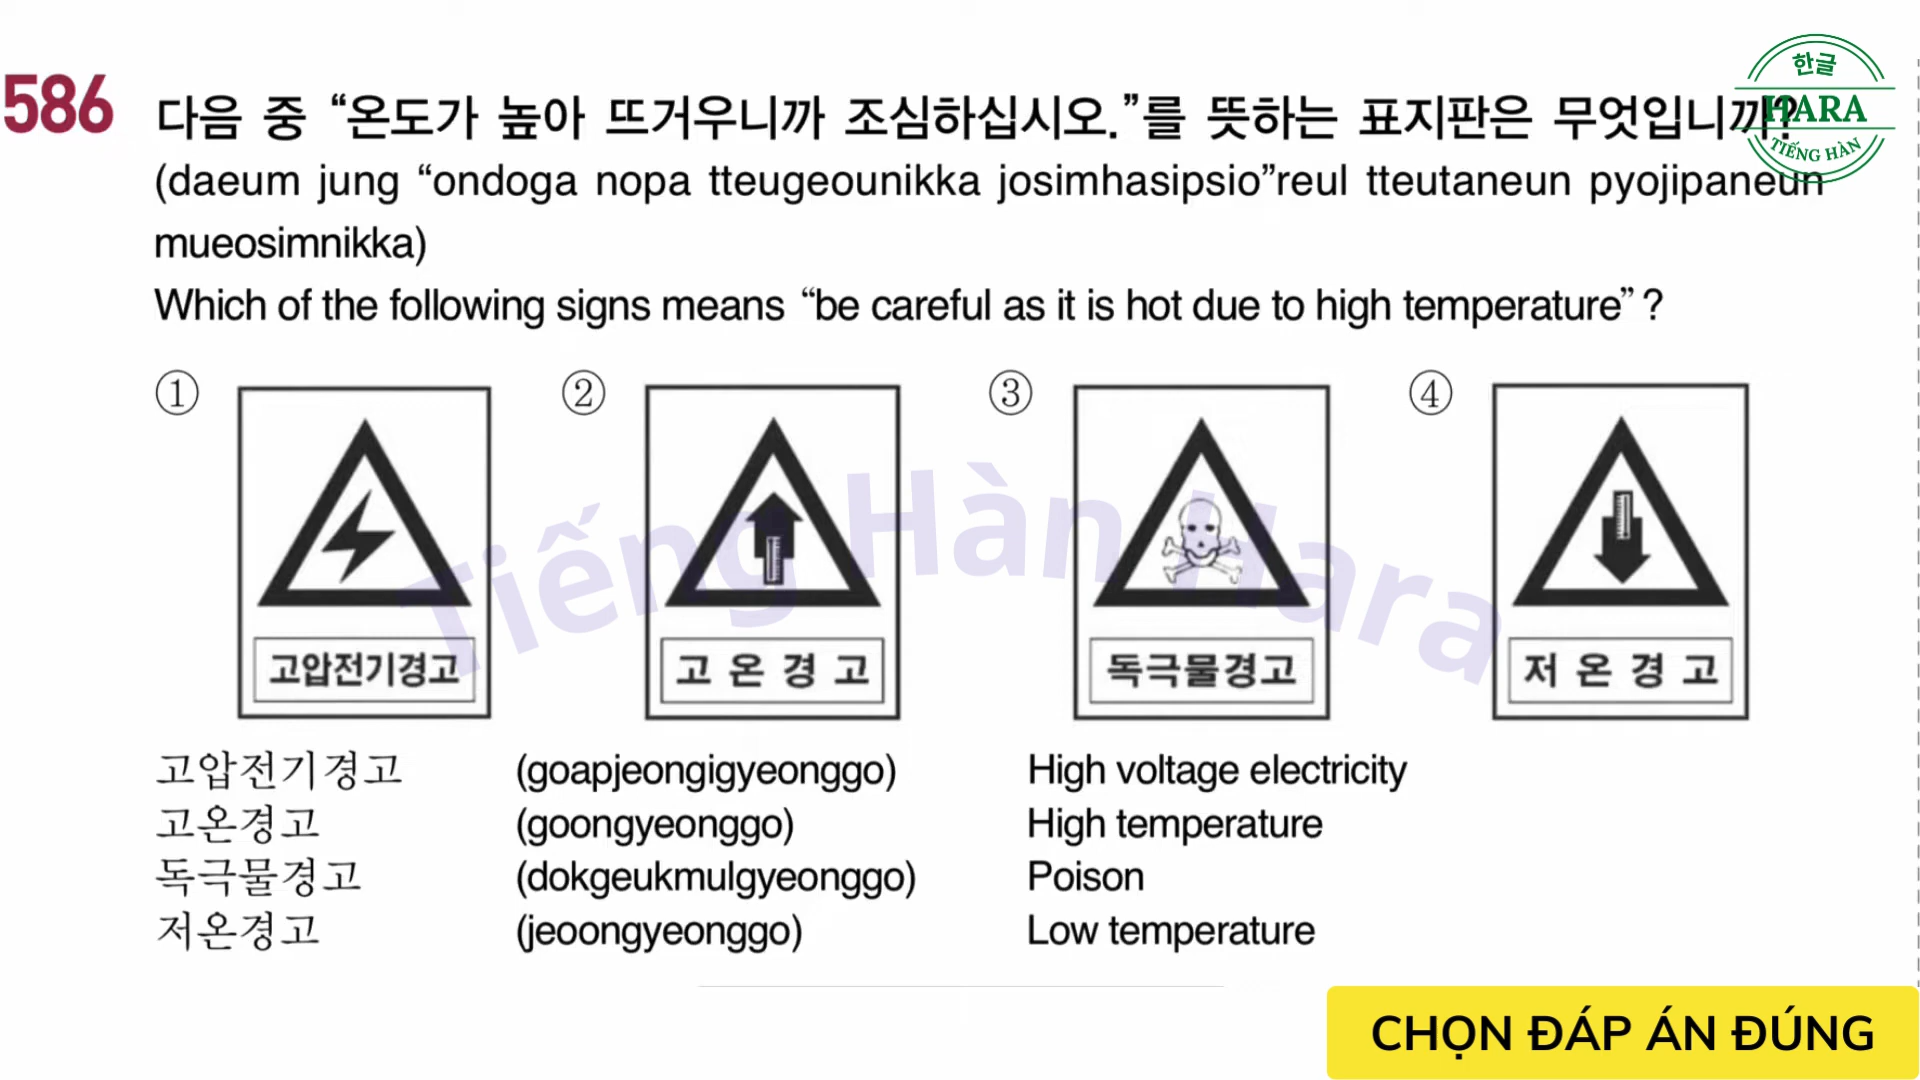 586
다음 중 “온도가 높아 뜨거우니까 조심하십시오.”를 뜻하는 표지판은 무엇입니까?
(daeum jung “ondoga nopa tteugeounikka josimhasipsio”reul tteutaneun pyojipaneun
mueosimnikka)
Which of the following signs means “be careful as it is hot due to high temperature” ?
한글
HARA
TIẾNG HÀN
① ② ③ ④
Tiếng Hàn Hara
고압전기경고
고 온 경 고
독극물경고
저 온 경 고
고압전기경고 (goapjeongigyeonggo) High voltage electricity
고온경고 (goongyeonggo) High temperature
독극물경고 (dokgeukmulgyeonggo) Poison
저온경고 (jeoongyeonggo) Low temperature
CHỌN ĐÁP ÁN ĐÚNG